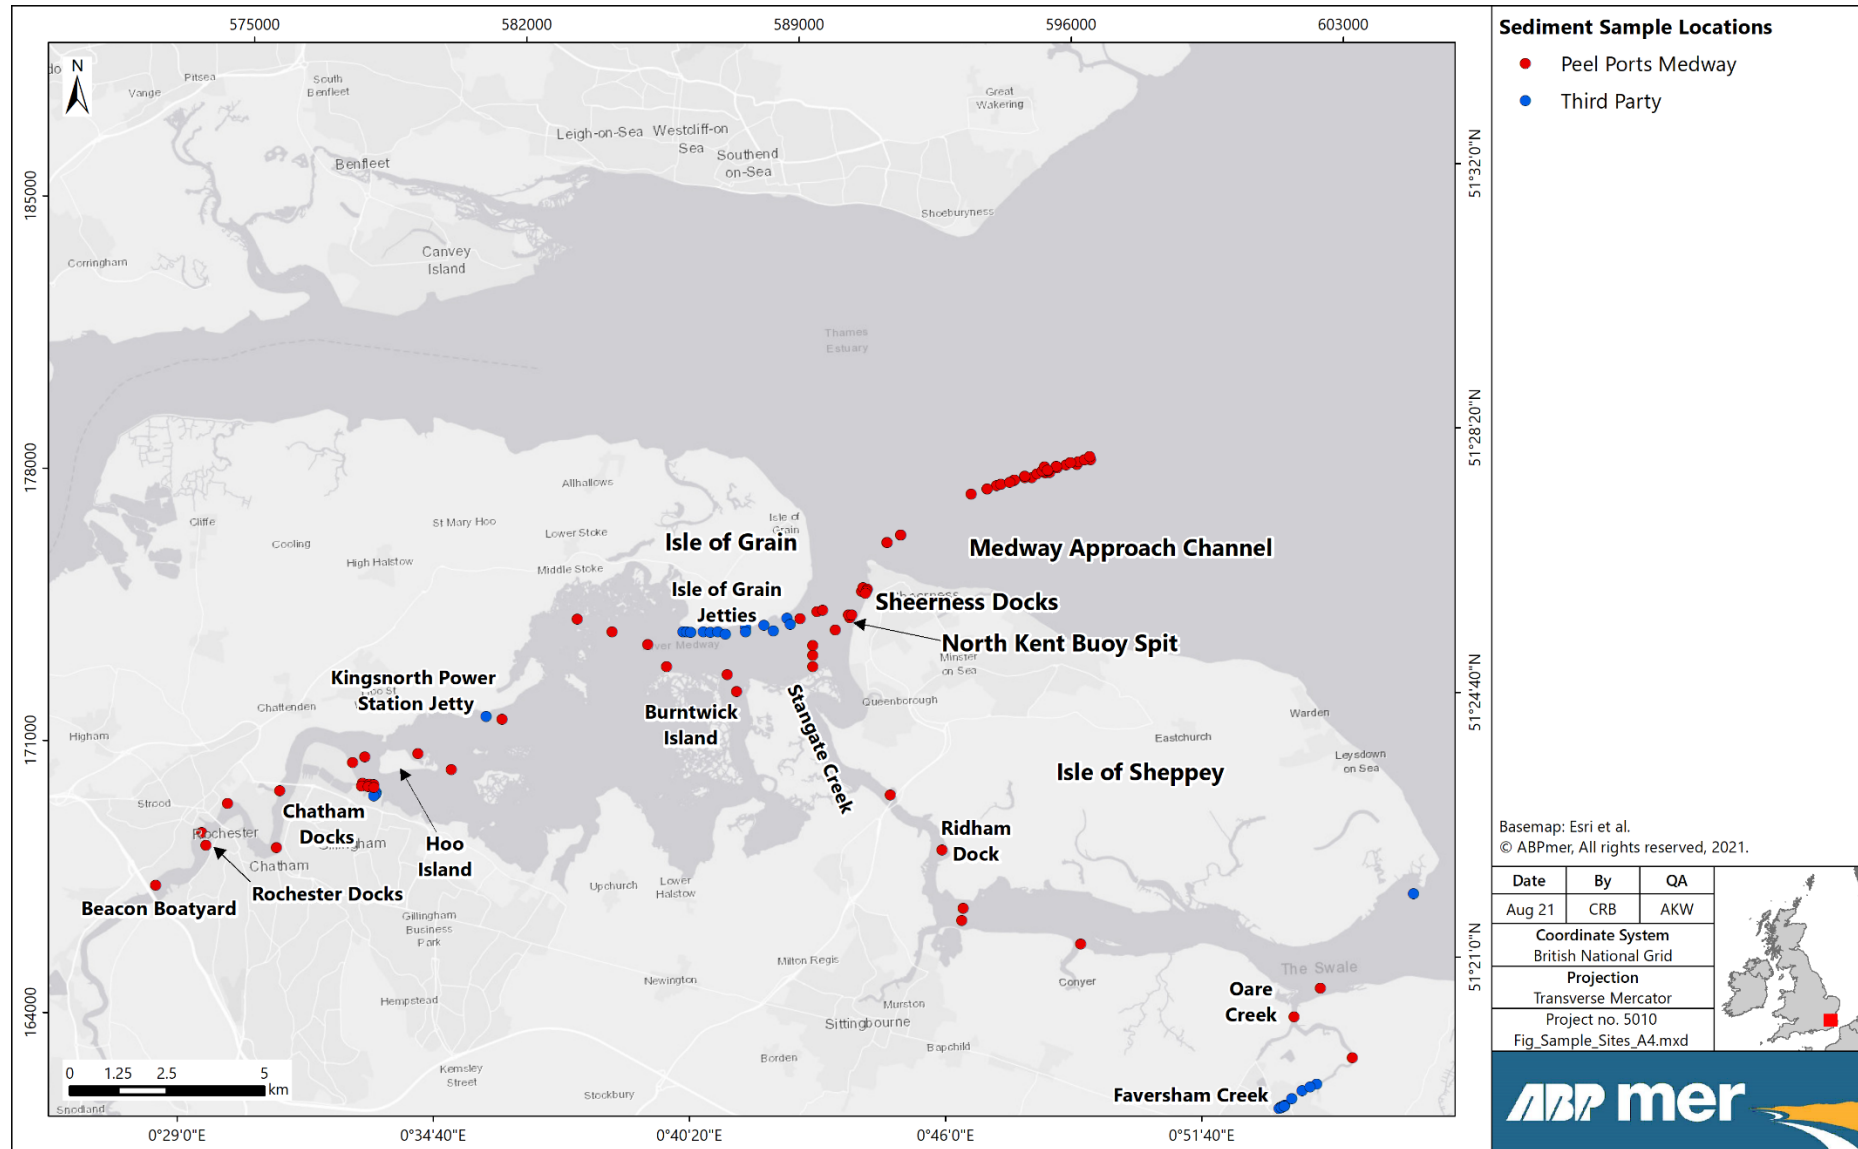 575000
582000
589000
596000
603000
N
Pitsea
South
Benfleet
Vange
Great
Wakering
Leigh-on-Sea
Westcliff-on
Sea
Southend
on-Sea
Benfleet
Shoeburyness
Canvey
Island
Corringham
Thames
Estuary
185000
178000
171000
164000
51°32'0"N
51°28'20"N
51°24'40"N
51°21'0"N
Allhallows
Isle of
Grain
Cliffe
St Mary Hoo
Lower Stoke
Cooling
High Halstow
Middle Stoke
Isle of Grain
Medway Approach Channel
Isle of Grain
Jetties
Sheerness Docks
North Kent Buoy Spit
Minster
on Sea
Kingsnorth Power
Station Jetty
Hoo St
Chattenden
Higham
Burntwick
Island
Stangate Creek
Queenborough
Warden
Eastchurch
Leysdown
on Sea
Isle of Sheppey
Strood
Rochester
Chatham
Docks
Gillingham
Chatham
Hoo
Island
Rochester Docks
Beacon Boatyard
Ridham
Dock
Upchurch
Lower
Halstow
Gillingham
Business
Park
Milton Regis
Newington
Conyer
The Swale
Hempstead
Murston
Sittingbourne
Oare
Creek
Bapchild
Borden
Kemsley
Street
Stockbury
Faversham Creek
Snodland
0 1.25 2.5 5
km
0°29'0"E
0°34'40"E
0°40'20"E
0°46'0"E
0°51'40"E
Sediment Sample Locations
Peel Ports Medway
Third Party
Basemap: Esri et al.
© ABPmer, All rights reserved, 2021.
Date By QA
Aug 21 CRB AKW
Coordinate System
British National Grid
Projection
Transverse Mercator
Project no. 5010
Fig_Sample_Sites_A4.mxd
ABP mer